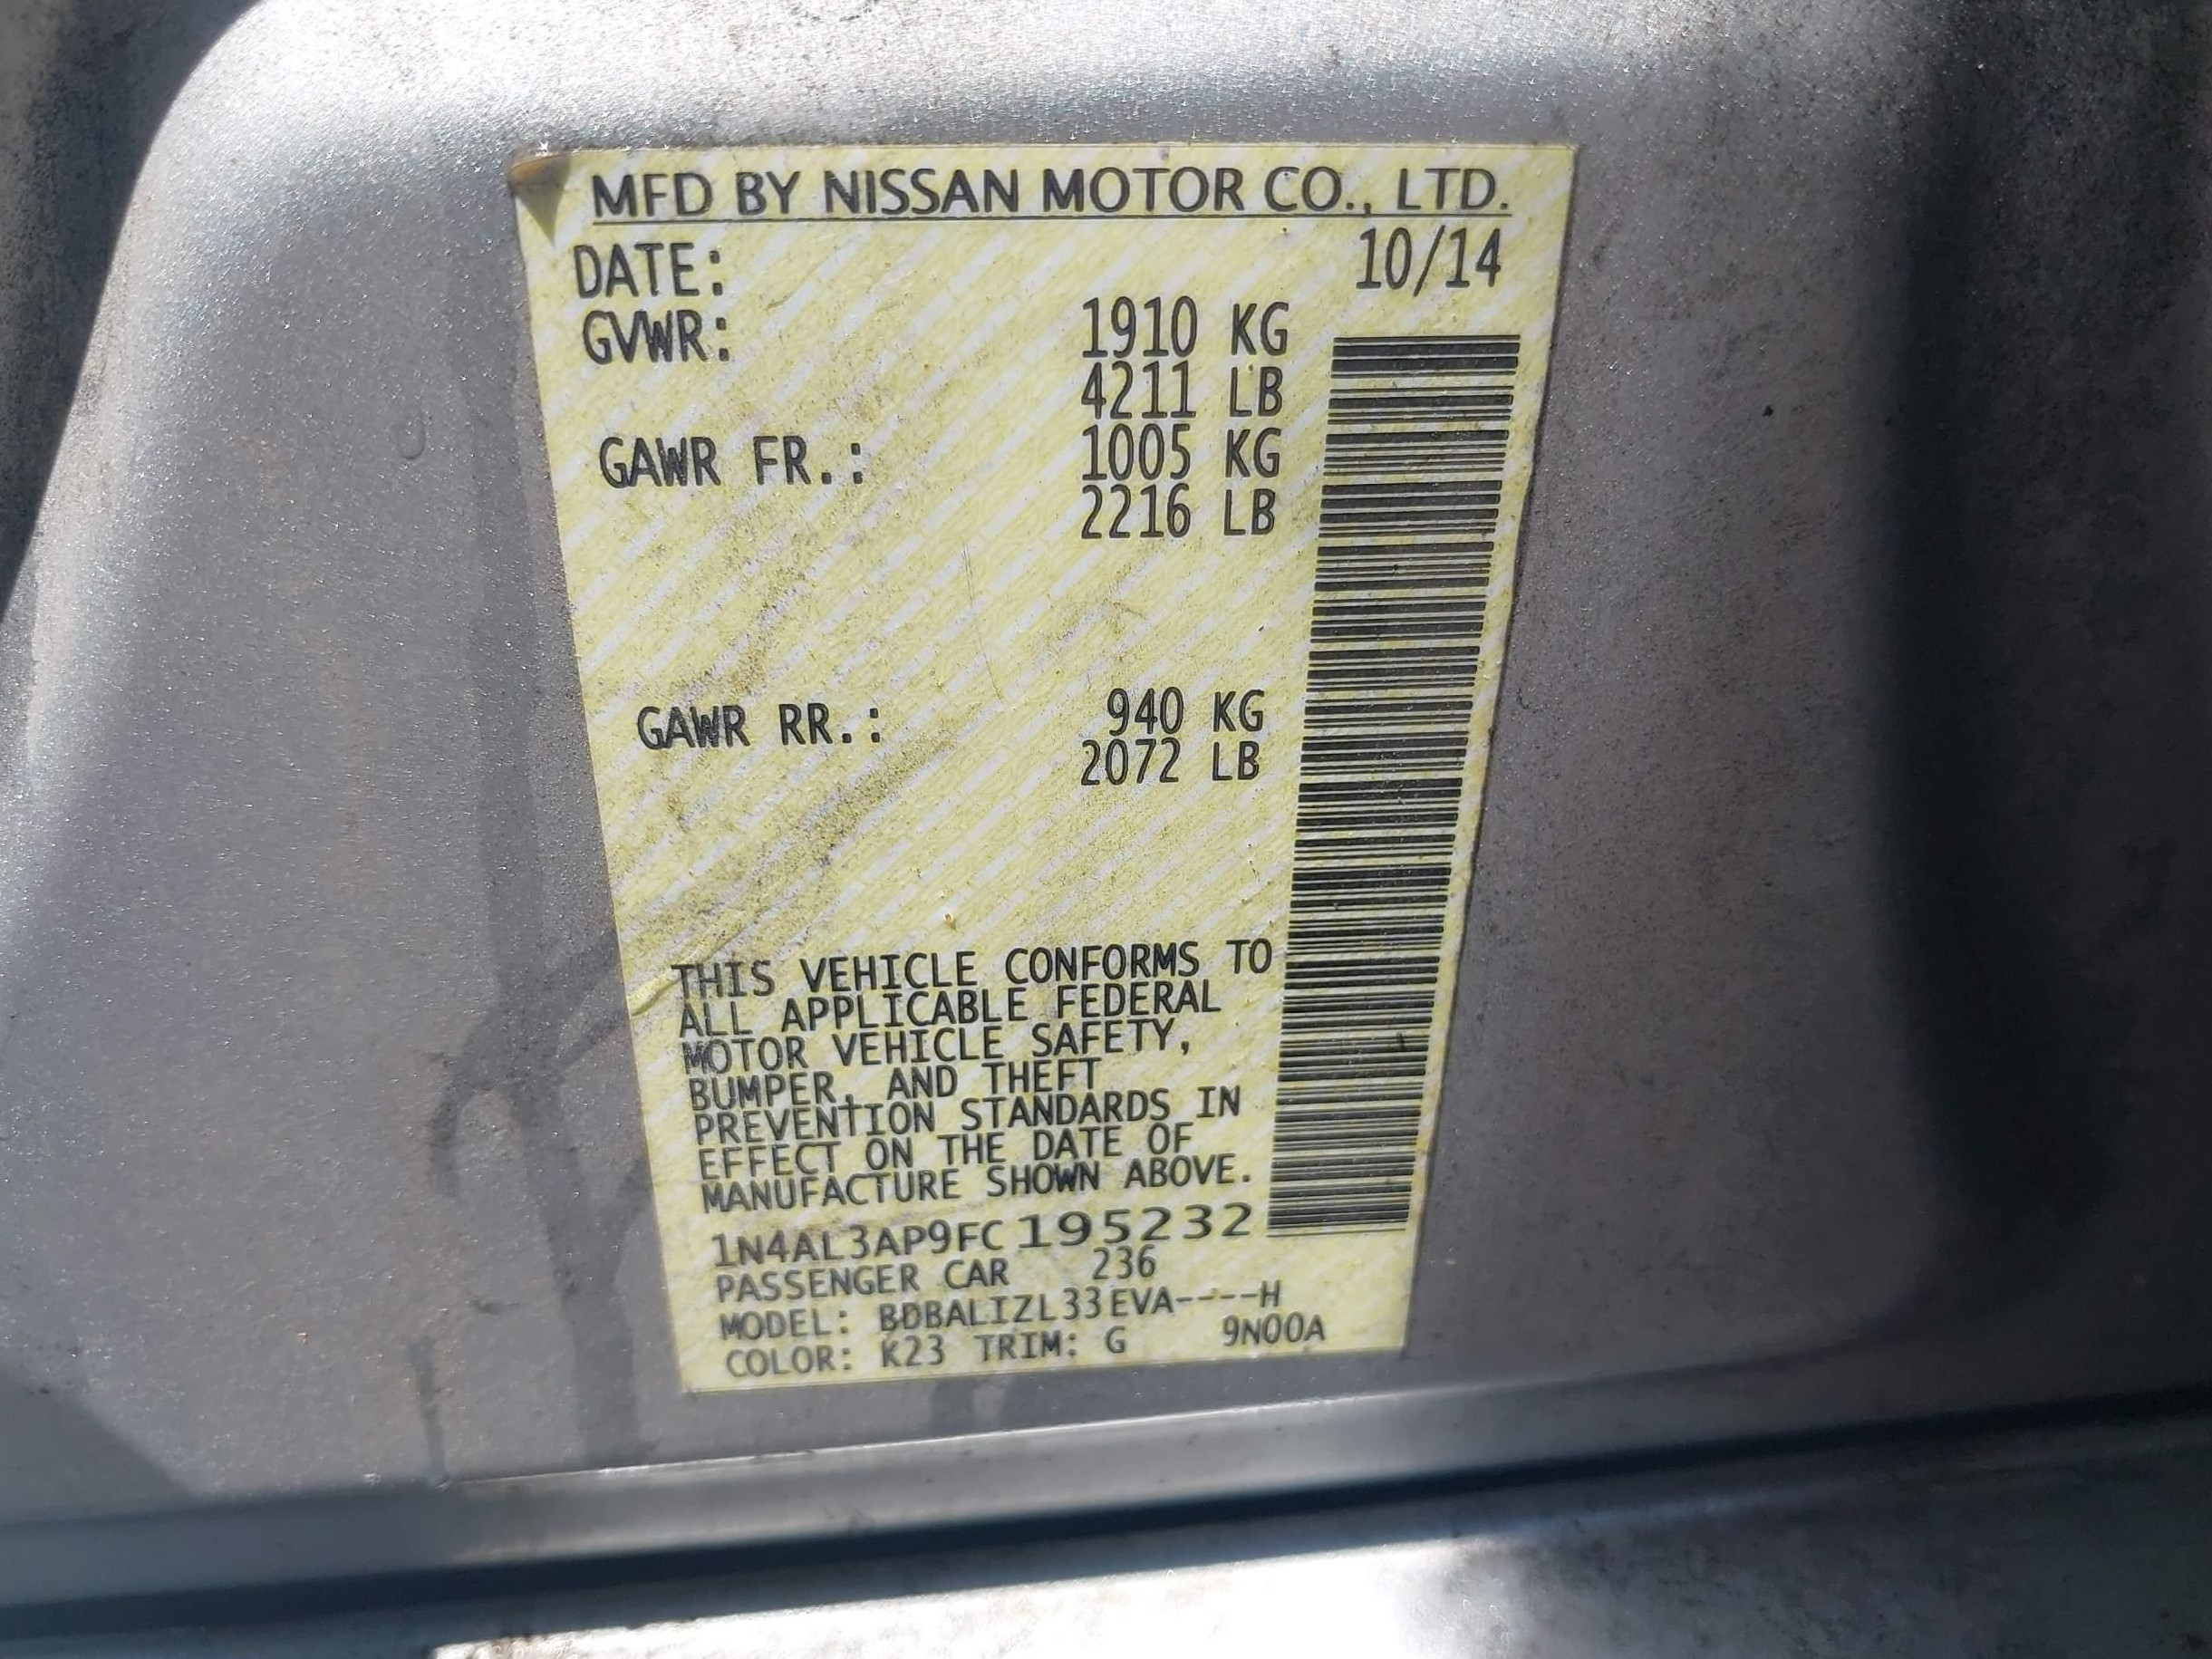 MFD BY NISSAN MOTOR CO., LTD.
DATE: 10/14
GVWR: 1910 KG
4211 LB
GAWR FR.: 1005 KG
2216 LB
GAWR RR.: 940 KG
2072 LB
THIS VEHICLE CONFORMS TO
ALL APPLICABLE FEDERAL
MOTOR VEHICLE SAFETY,
BUMPER, AND THEFT
PREVENTION STANDARDS IN
EFFECT ON THE DATE OF
MANUFACTURE SHOWN ABOVE.
1N4AL3AP9FC195232
PASSENGER CAR 236
MODEL: BDBALIZL33EVA----H
COLOR: K23 TRIM: G 9N00A